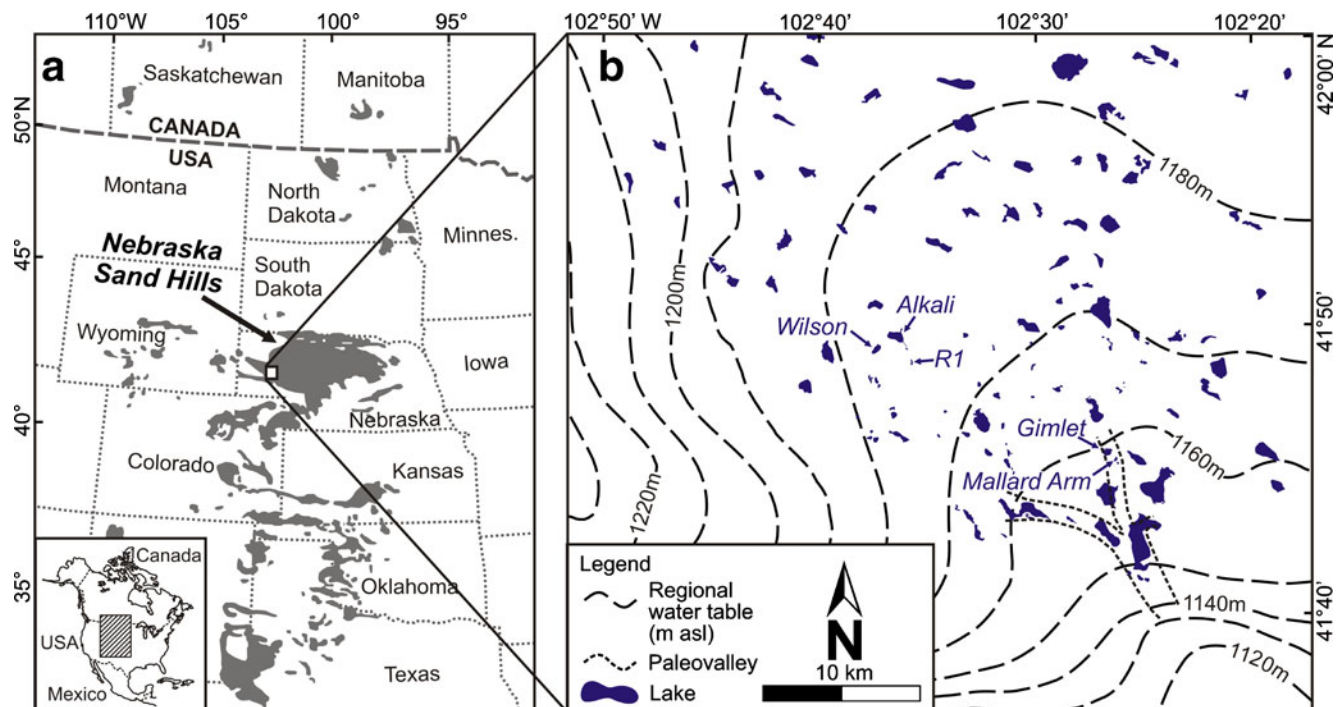 110°W
105°
100°
95°
a
Saskatchewan
Manitoba
50°N
CANADA
USA
Montana
North
Dakota
Minnes.
45°
Nebraska
Sand Hills
South
Dakota
Wyoming
Iowa
Nebraska
40°
Colorado
Kansas
35°
Oklahoma
Texas
Canada
USA
Mexico
102°50' W
102°40'
102°30'
102°20'
b
42°00' N
1180m
1200m
41°50'
Alkali
Wilson
R1
Gimlet
Mallard Arm
1160m
1220m
1140m
41°40'
1120m
Legend
Regional
water table
(m asl)
Paleovalley
Lake
N
10 km